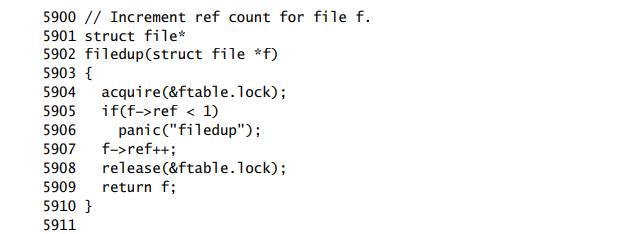 5900 // Increment ref count for file f.
5901 struct file*
5902 filedup(struct file *f)
5903 {
5904   acquire(&ftable.lock);
5905   if(f->ref < 1)
5906     panic("filedup");
5907   f->ref++;
5908   release(&ftable.lock);
5909   return f;
5910 }
5911